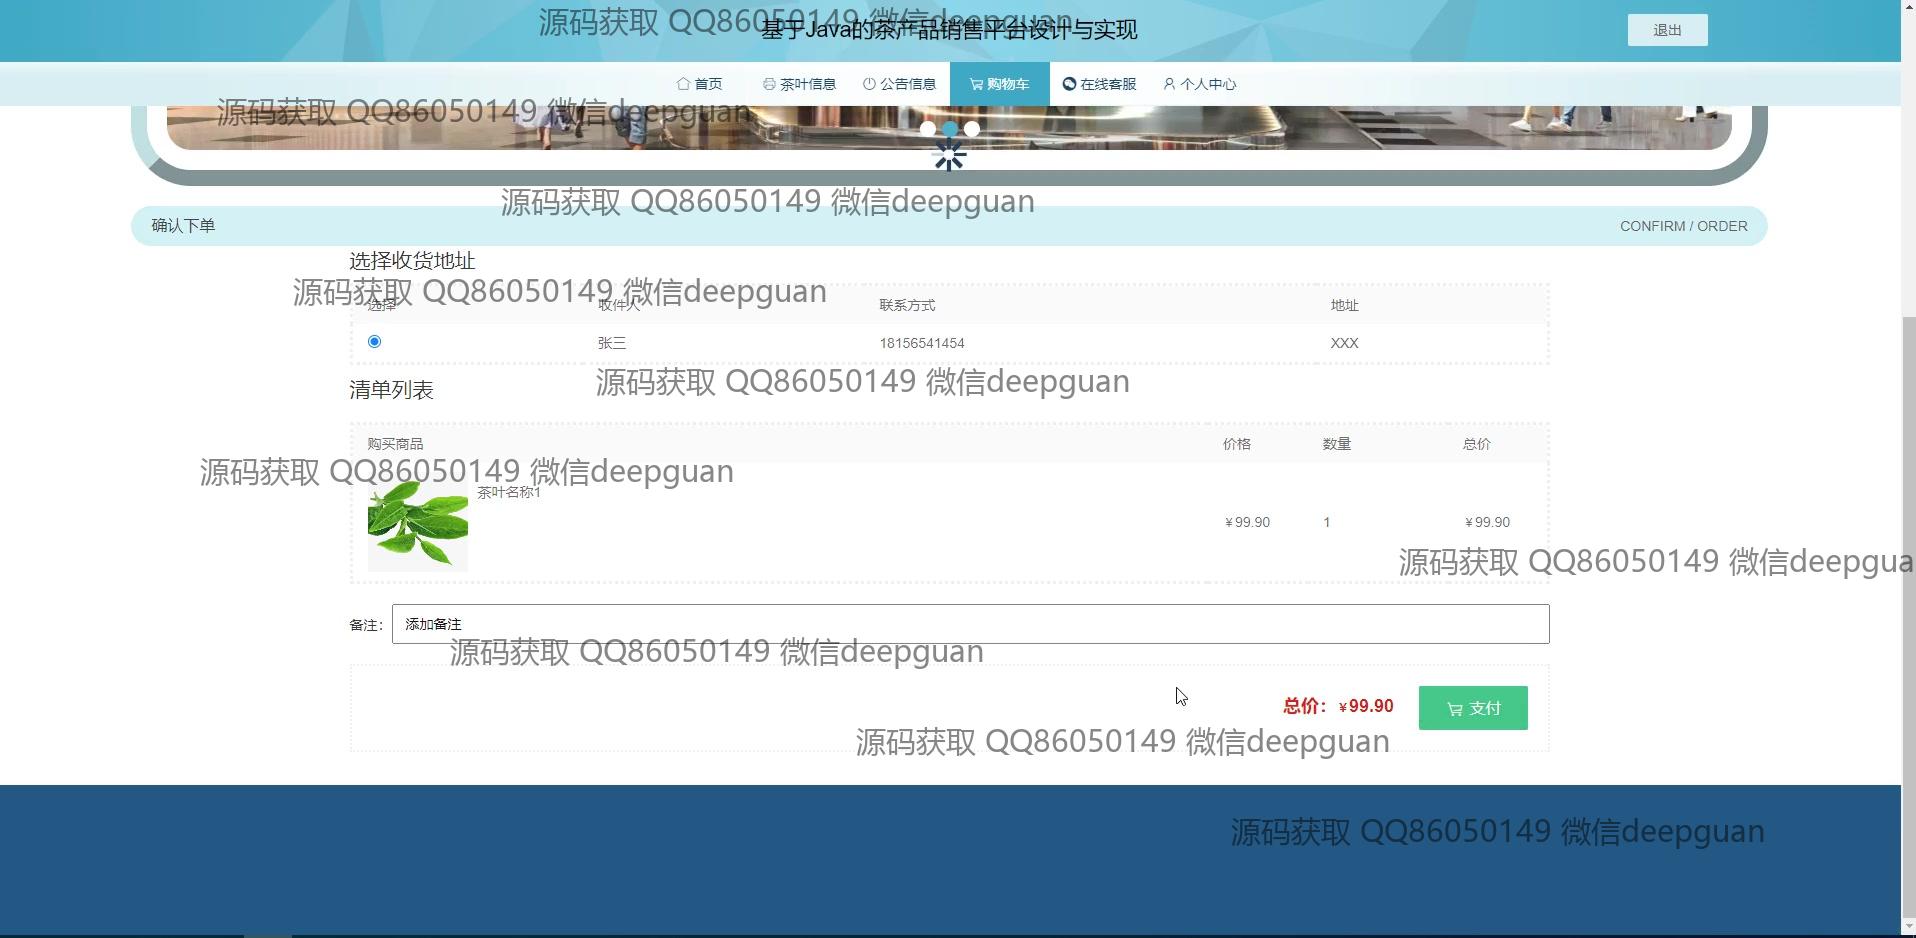 源码获取 QQ86050149 微信deepguan
基于Java的茶产品销售平台设计与实现
退出
首页 茶叶信息 公告信息 购物车 在线客服 个人中心
源码获取 QQ86050149 微信deepguan
源码获取 QQ86050149 微信deepguan
确认下单 CONFIRM / ORDER
选择收货地址
源码获取 QQ86050149 微信deepguan
选择 收件人 联系方式 地址
张三 18156541454 XXX
源码获取 QQ86050149 微信deepguan
清单列表
购买商品 价格 数量 总价
源码获取 QQ86050149 微信deepguan
茶叶名称1
¥99.90 1 ¥99.90
源码获取 QQ86050149 微信deepgua
备注: 添加备注
源码获取 QQ86050149 微信deepguan
总价：¥99.90 支付
源码获取 QQ86050149 微信deepguan
源码获取 QQ86050149 微信deepguan